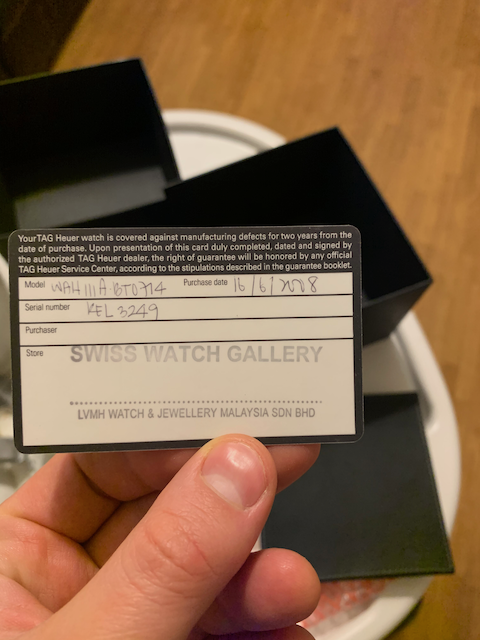 Your TAG Heuer watch is covered against manufacturing defects for two years from the
date of purchase. Upon presentation of this card duly completed, dated and signed by
the authorized TAG Heuer dealer, the right of guarantee will be honored by any official
TAG Heuer Service Center, according to the stipulations described in the guarantee booklet.
Model WAH111A.BT0714 Purchase date 16/6/2008
Serial number KEL3249
Purchaser
Store SWISS WATCH GALLERY
LVMH WATCH & JEWELLERY MALAYSIA SDN BHD